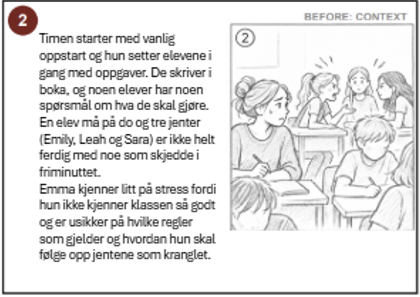 2
BEFORE: CONTEXT
Timen starter med vanlig
oppstart og hun setter elevene i
gang med oppgaver. De skriver i
boka, og noen elever har noen
spørsmål om hva de skal gjøre.
En elev må på do og tre jenter
(Emily, Leah og Sara) er ikke helt
ferdig med noe som skjedde i
friminuttet.
Emma kjenner litt på stress fordi
hun ikke kjenner klassen så godt
og er usikker på hvilke regler
som gjelder og hvordan hun skal
følge opp jentene som kranglet.
2